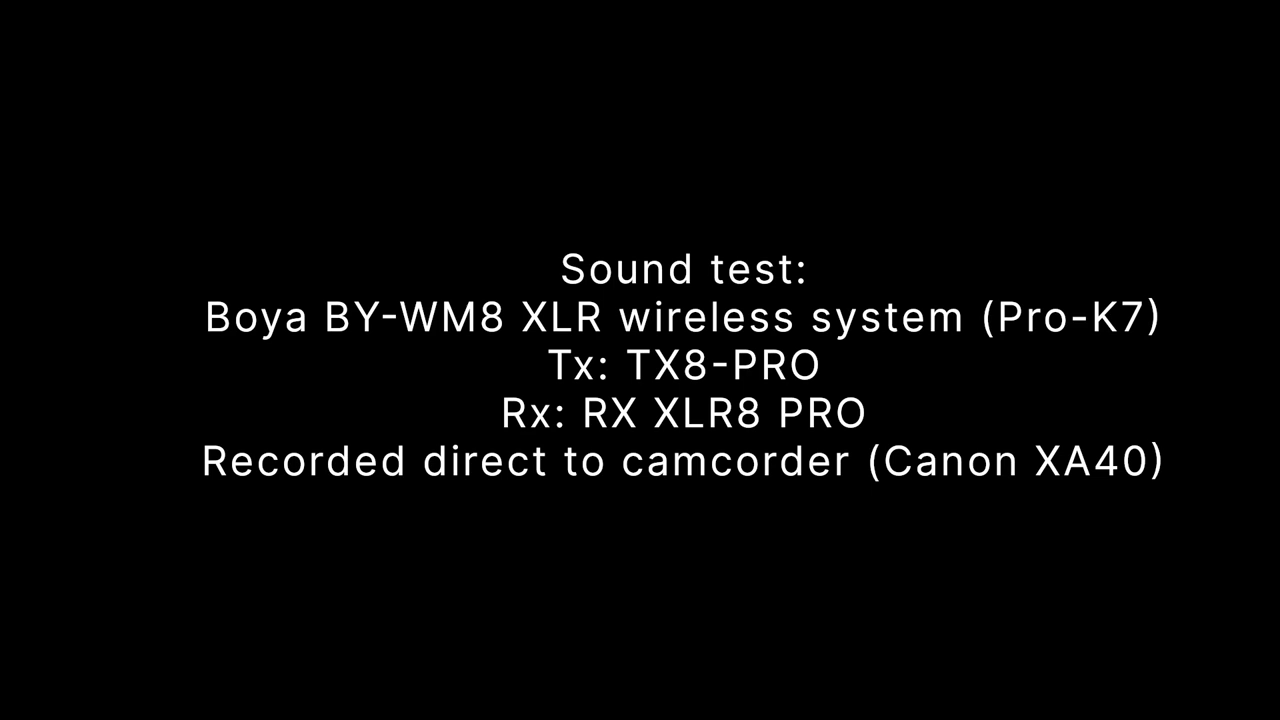 Sound test:
Boya BY-WM8 XLR wireless system (Pro-K7)
Tx: TX8-PRO
Rx: RX XLR8 PRO
Recorded direct to camcorder (Canon XA40)